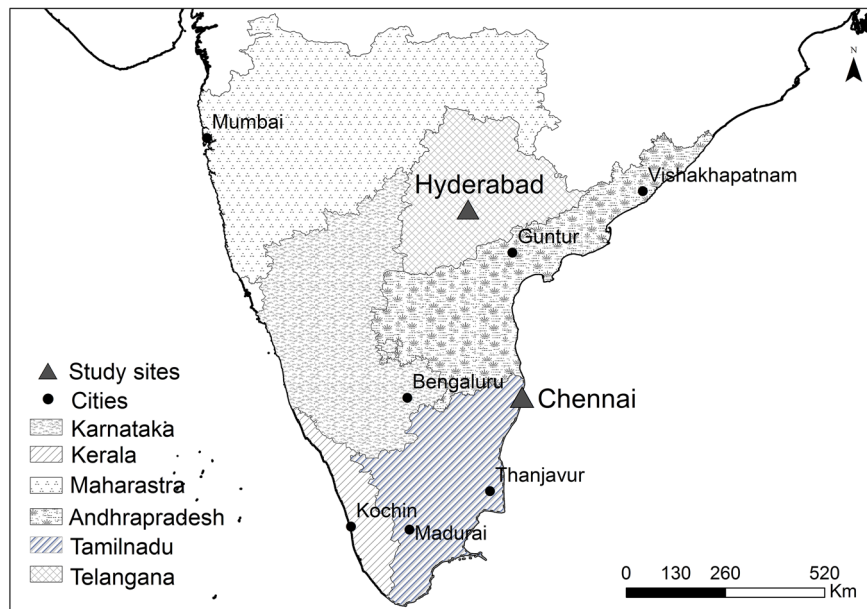 N
Mumbai
Vishakhapatnam
Hyderabad
Guntur
Study sites
Cities
Bengaluru
Chennai
Karnataka
Kerala
Maharastra
Thanjavur
Andhrapradesh
Kochin
Madurai
Tamilnadu
Telangana
0 130 260 520
Km